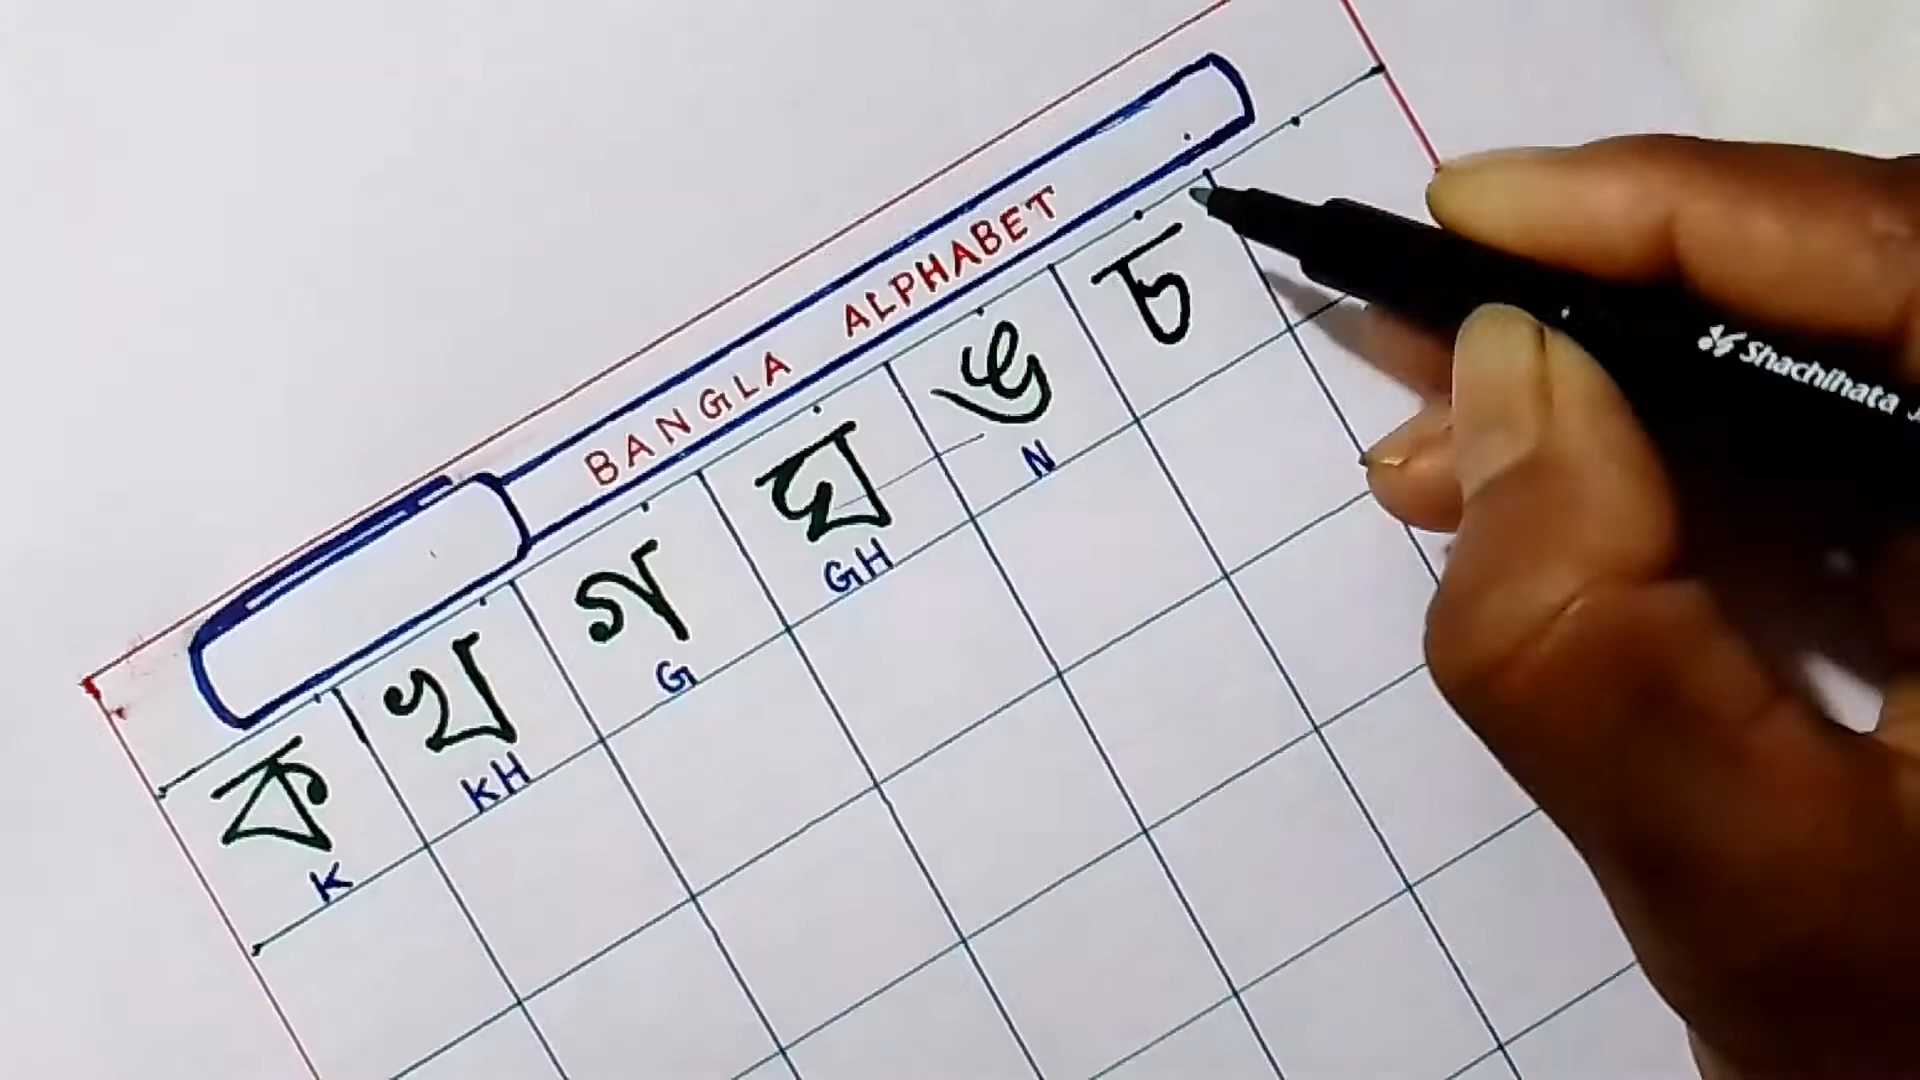 BANGLA ALPHABET
ক খ গ ঘ ঙ চ
K KH G GH N
Shachihata